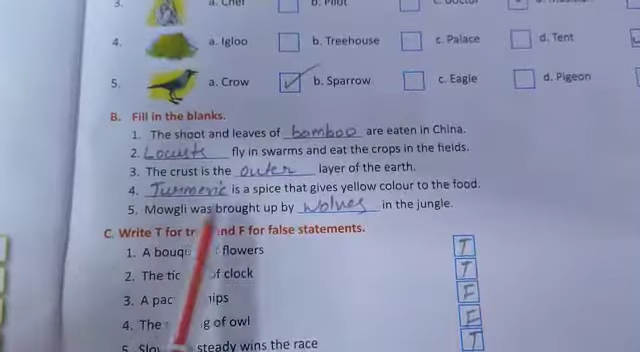 3. a. Chef b. Pilot c. Doctor
4. a. Igloo b. Treehouse c. Palace d. Tent
5. a. Crow b. Sparrow c. Eagle d. Pigeon
B. Fill in the blanks.
1. The shoot and leaves of bamboo are eaten in China.
2. Locusts fly in swarms and eat the crops in the fields.
3. The crust is the outer layer of the earth.
4. Turmeric is a spice that gives yellow colour to the food.
5. Mowgli was brought up by wolves in the jungle.
C. Write T for tr nd F for false statements.
1. A bouqu flowers T
2. The tic of clock T
3. A pac hips F
4. The g of owl F
5. Slow steady wins the race T